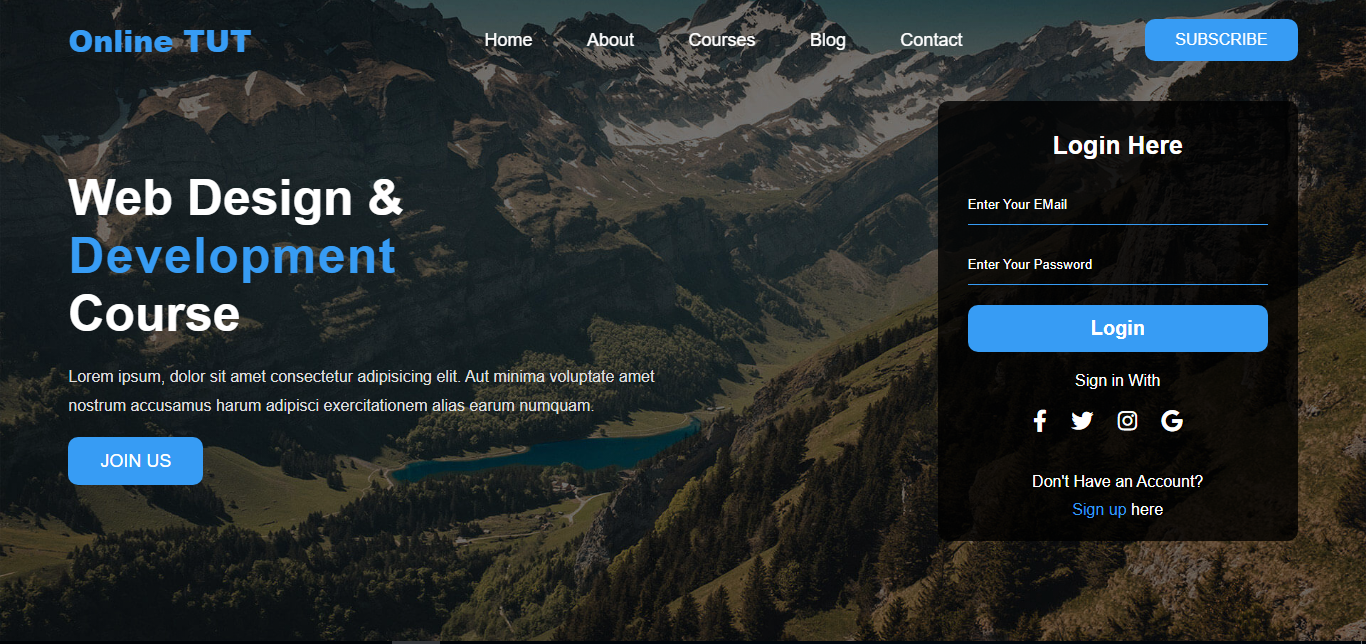 Online TUT
Home
About
Courses
Blog
Contact
SUBSCRIBE
Web Design &
Development
Course
Lorem ipsum, dolor sit amet consectetur adipisicing elit. Aut minima voluptate amet
nostrum accusamus harum adipisci exercitationem alias earum numquam.
JOIN US
Login Here
Enter Your EMail
Enter Your Password
Login
Sign in With
Don't Have an Account?
Sign up here